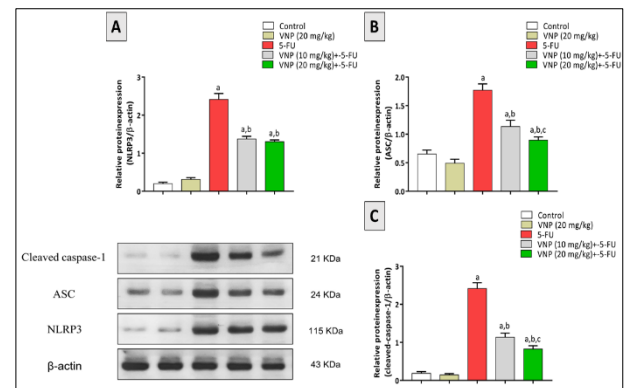 A
Control
VNP (20 mg/kg)
5-FU
VNP (10 mg/kg)+-5-FU
VNP (20 mg/kg)+-5-FU
Relative proteinexpression
(NLRP3/β-actin)
3
2
1
0
a
a,b
a,b
B
Control
VNP (20 mg/kg)
5-FU
VNP (10 mg/kg)+-5-FU
VNP (20 mg/kg)+-5-FU
Relative proteinexpression
(ASC/β-actin)
2.0
1.5
1.0
0.5
0.0
a
a,b
a,b,c
Cleaved caspase-1
21 KDa
ASC
24 KDa
NLRP3
115 KDa
β-actin
43 KDa
C
Control
VNP (20 mg/kg)
5-FU
VNP (10 mg/kg)+-5-FU
VNP (20 mg/kg)+-5-FU
Relative proteinexpression
(cleaved-caspase-1/β-actin)
3
2
1
0
a
a,b
a,b,c